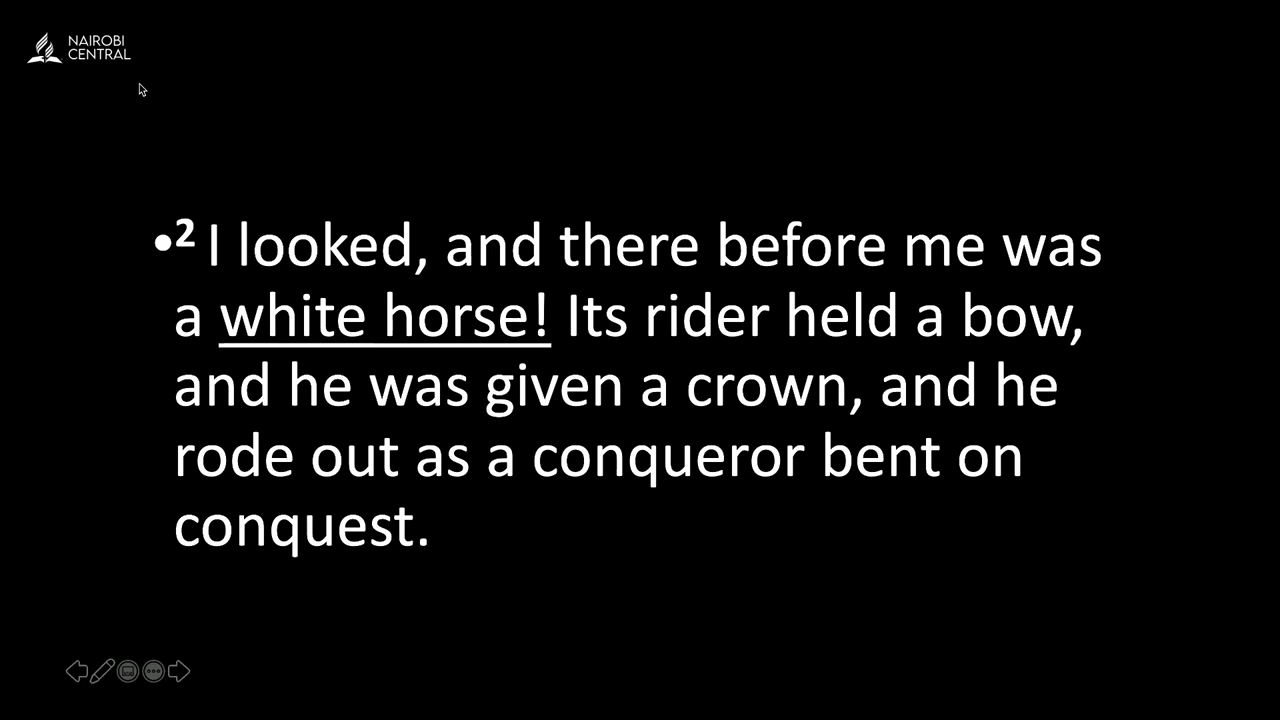 NAIROBI
CENTRAL
•² I looked, and there before me was
a white horse! Its rider held a bow,
and he was given a crown, and he
rode out as a conqueror bent on
conquest.